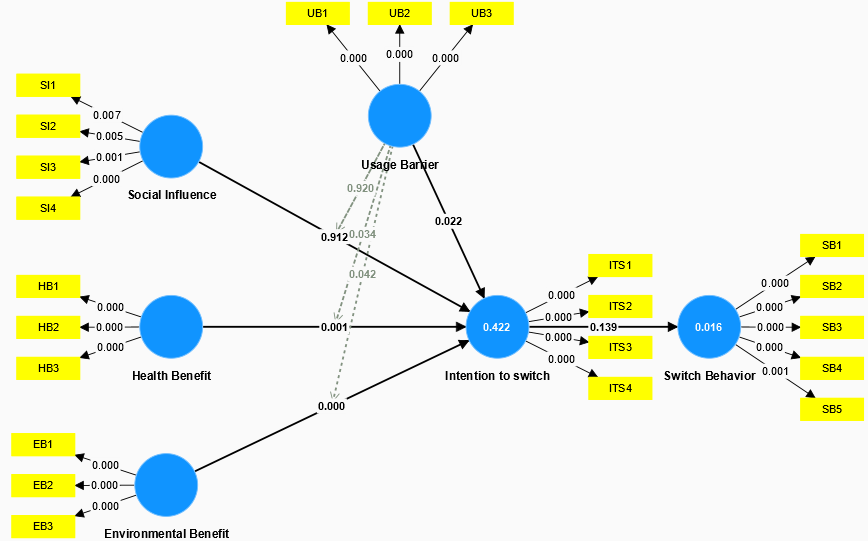 UB1
UB2
UB3
0.000
0.000
0.000
Usage Barrier
SI1
SI2
SI3
SI4
0.007
0.005
0.001
0.000
Social Influence
0.920
0.034
0.042
0.022
0.912
HB1
HB2
HB3
0.000
0.000
0.000
Health Benefit
0.001
EB1
EB2
EB3
0.000
0.000
0.000
Environmental Benefit
0.000
0.422
Intention to switch
ITS1
ITS2
ITS3
ITS4
0.000
0.000
0.000
0.000
0.139
0.016
Switch Behavior
SB1
SB2
SB3
SB4
SB5
0.000
0.000
0.000
0.000
0.001